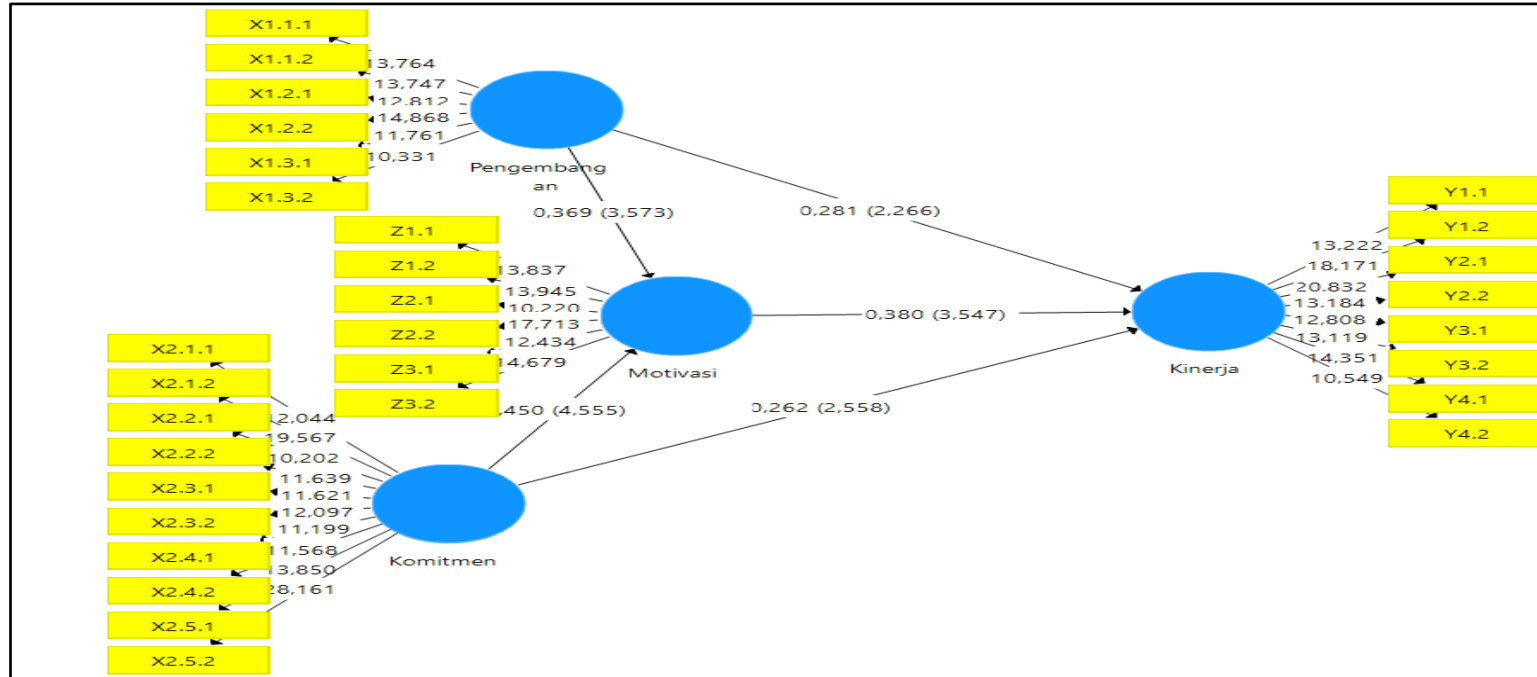 X1.1.1
X1.1.2
X1.2.1
X1.2.2
X1.3.1
X1.3.2
13,764
13,747
12,812
14,868
11,761
10,331
Pengembang
an
0,369 (3,573)
0,281 (2,266)
Z1.1
Z1.2
Z2.1
Z2.2
Z3.1
Z3.2
13,837
13,945
10,220
17,713
12,434
14,679
Motivasi
0,380 (3,547)
,450 (4,555)
0,262 (2,558)
X2.1.1
X2.1.2
X2.2.1
X2.2.2
X2.3.1
X2.3.2
X2.4.1
X2.4.2
X2.5.1
X2.5.2
12,044
19,567
10,202
11,639
11,621
12,097
11,199
11,568
13,850
28,161
Komitmen
Kinerja
13,222
18,171
20,832
13,184
12,808
13,119
14,351
10,549
Y1.1
Y1.2
Y2.1
Y2.2
Y3.1
Y3.2
Y4.1
Y4.2